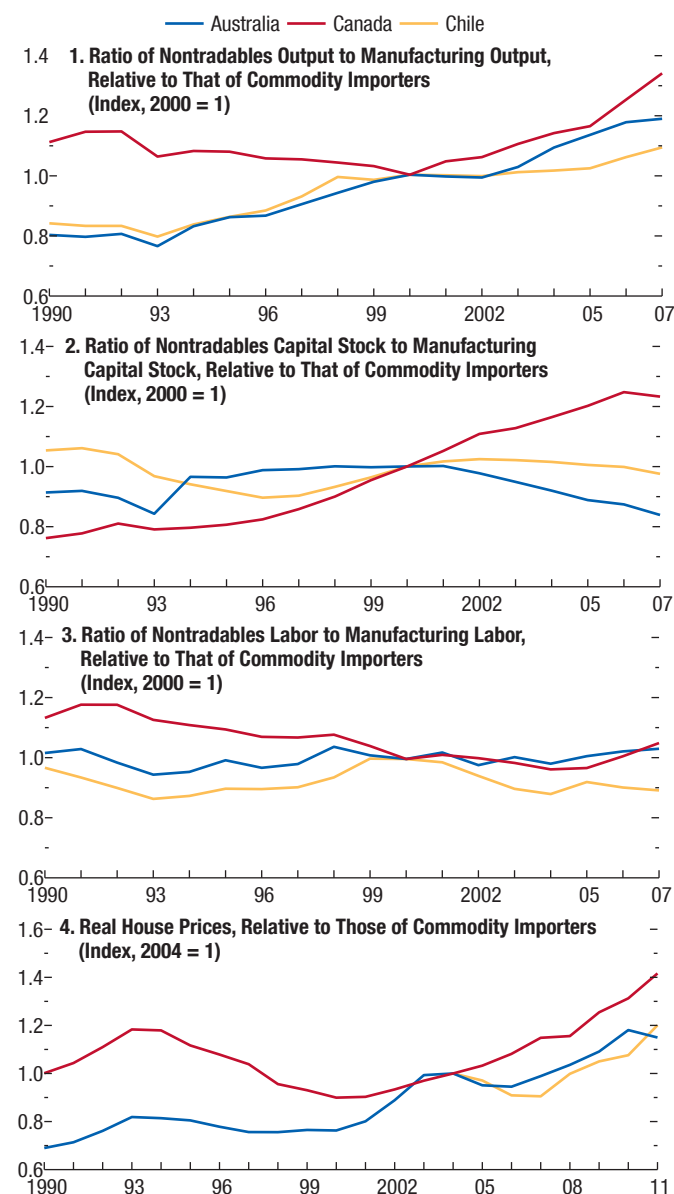 Australia Canada Chile
1. Ratio of Nontradables Output to Manufacturing Output,
Relative to That of Commodity Importers
(Index, 2000 = 1)
1.4
1.2
1.0
0.8
0.6
1990 93 96 99 2002 05 07
2. Ratio of Nontradables Capital Stock to Manufacturing
Capital Stock, Relative to That of Commodity Importers
(Index, 2000 = 1)
1.4
1.2
1.0
0.8
0.6
1990 93 96 99 2002 05 07
3. Ratio of Nontradables Labor to Manufacturing Labor,
Relative to That of Commodity Importers
(Index, 2000 = 1)
1.4
1.2
1.0
0.8
0.6
1990 93 96 99 2002 05 07
4. Real House Prices, Relative to Those of Commodity Importers
(Index, 2004 = 1)
1.6
1.4
1.2
1.0
0.8
0.6
1990 93 96 99 2002 05 08 11